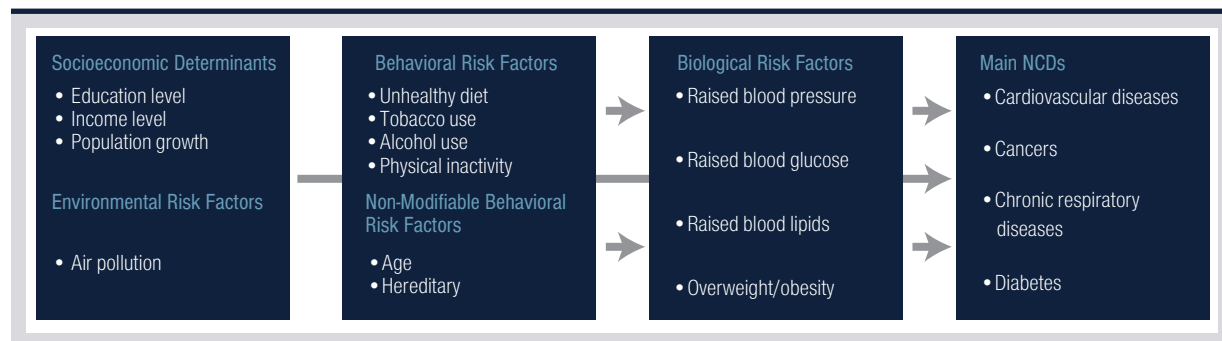 Socioeconomic Determinants
• Education level
• Income level
• Population growth
Environmental Risk Factors
• Air pollution
Behavioral Risk Factors
• Unhealthy diet
• Tobacco use
• Alcohol use
• Physical inactivity
Non-Modifiable Behavioral
Risk Factors
• Age
• Hereditary
Biological Risk Factors
• Raised blood pressure
• Raised blood glucose
• Raised blood lipids
• Overweight/obesity
Main NCDs
• Cardiovascular diseases
• Cancers
• Chronic respiratory
diseases
• Diabetes